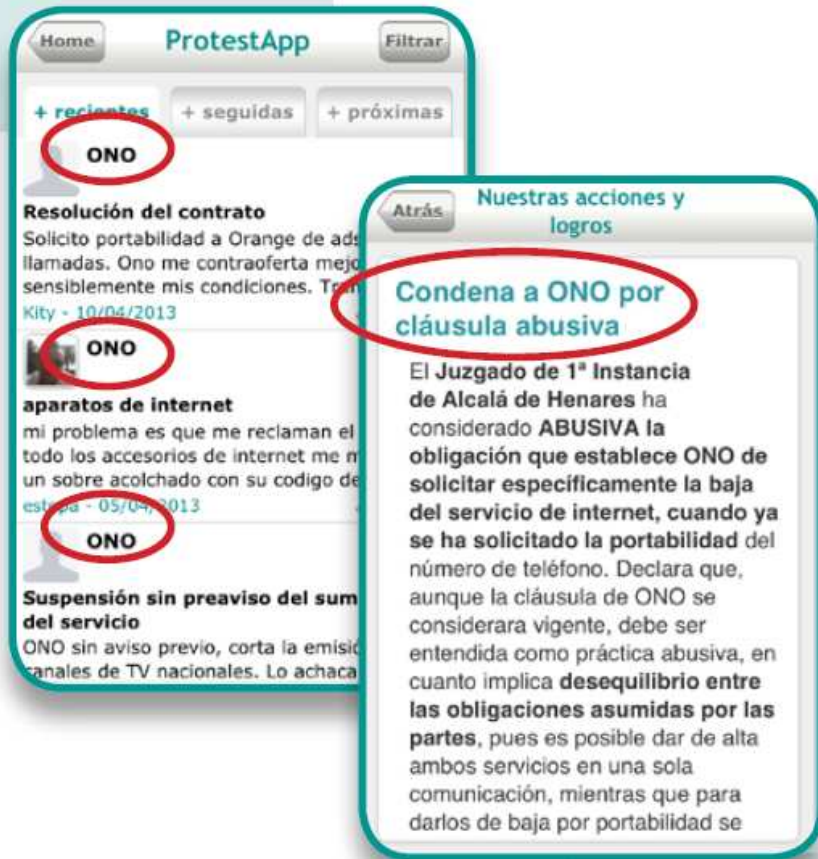 Home
ProtestApp
Filtrar
+ recientes
+ seguidas
+ próximas
ONO
Resolución del contrato
Solicito portabilidad a Orange de
llamadas. Ono me contraoferta
sensiblemente mis condiciones.
Kity - 10/04/2013
ONO
aparatos de internet
mi problema es que me reclaman el
todo los accesorios de internet me
un sobre acolchado con su codigo de
estepa - 05/04/2013
ONO
Suspensión sin preaviso del
del servicio
ONO sin aviso previo, corta la
canales de TV nacionales. Lo achaca
Atrás
Nuestras acciones y
logros
Condena a ONO por
cláusula abusiva
El Juzgado de 1ª Instancia
de Alcalá de Henares ha
considerado ABUSIVA la
obligación que establece ONO de
solicitar específicamente la baja
del servicio de internet, cuando ya
se ha solicitado la portabilidad del
número de teléfono. Declara que,
aunque la cláusula de ONO se
considerara vigente, debe ser
entendida como práctica abusiva, en
cuanto implica desequilibrio entre
las obligaciones asumidas por las
partes, pues es posible dar de alta
ambos servicios en una sola
comunicación, mientras que para
darlos de baja por portabilidad se